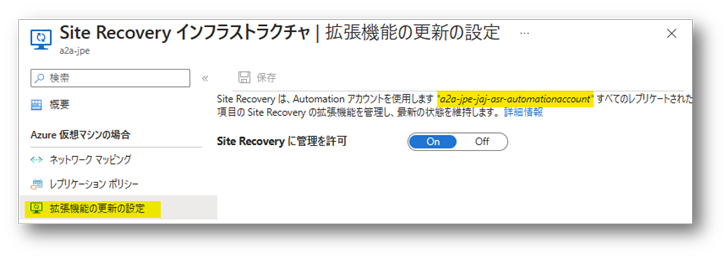 Site Recovery インフラストラクチャ | 拡張機能の更新の設定 ...
a2a-jpe
検索
概要
Azure 仮想マシンの場合
ネットワーク マッピング
レプリケーション ポリシー
拡張機能の更新の設定
保存
Site Recovery は、Automation アカウントを使用します "a2a-jpe-jaj-asr-automationaccount" すべてのレプリケートされた
項目の Site Recovery の拡張機能を管理し、最新の状態を維持します。 詳細情報
Site Recovery に管理を許可 On Off